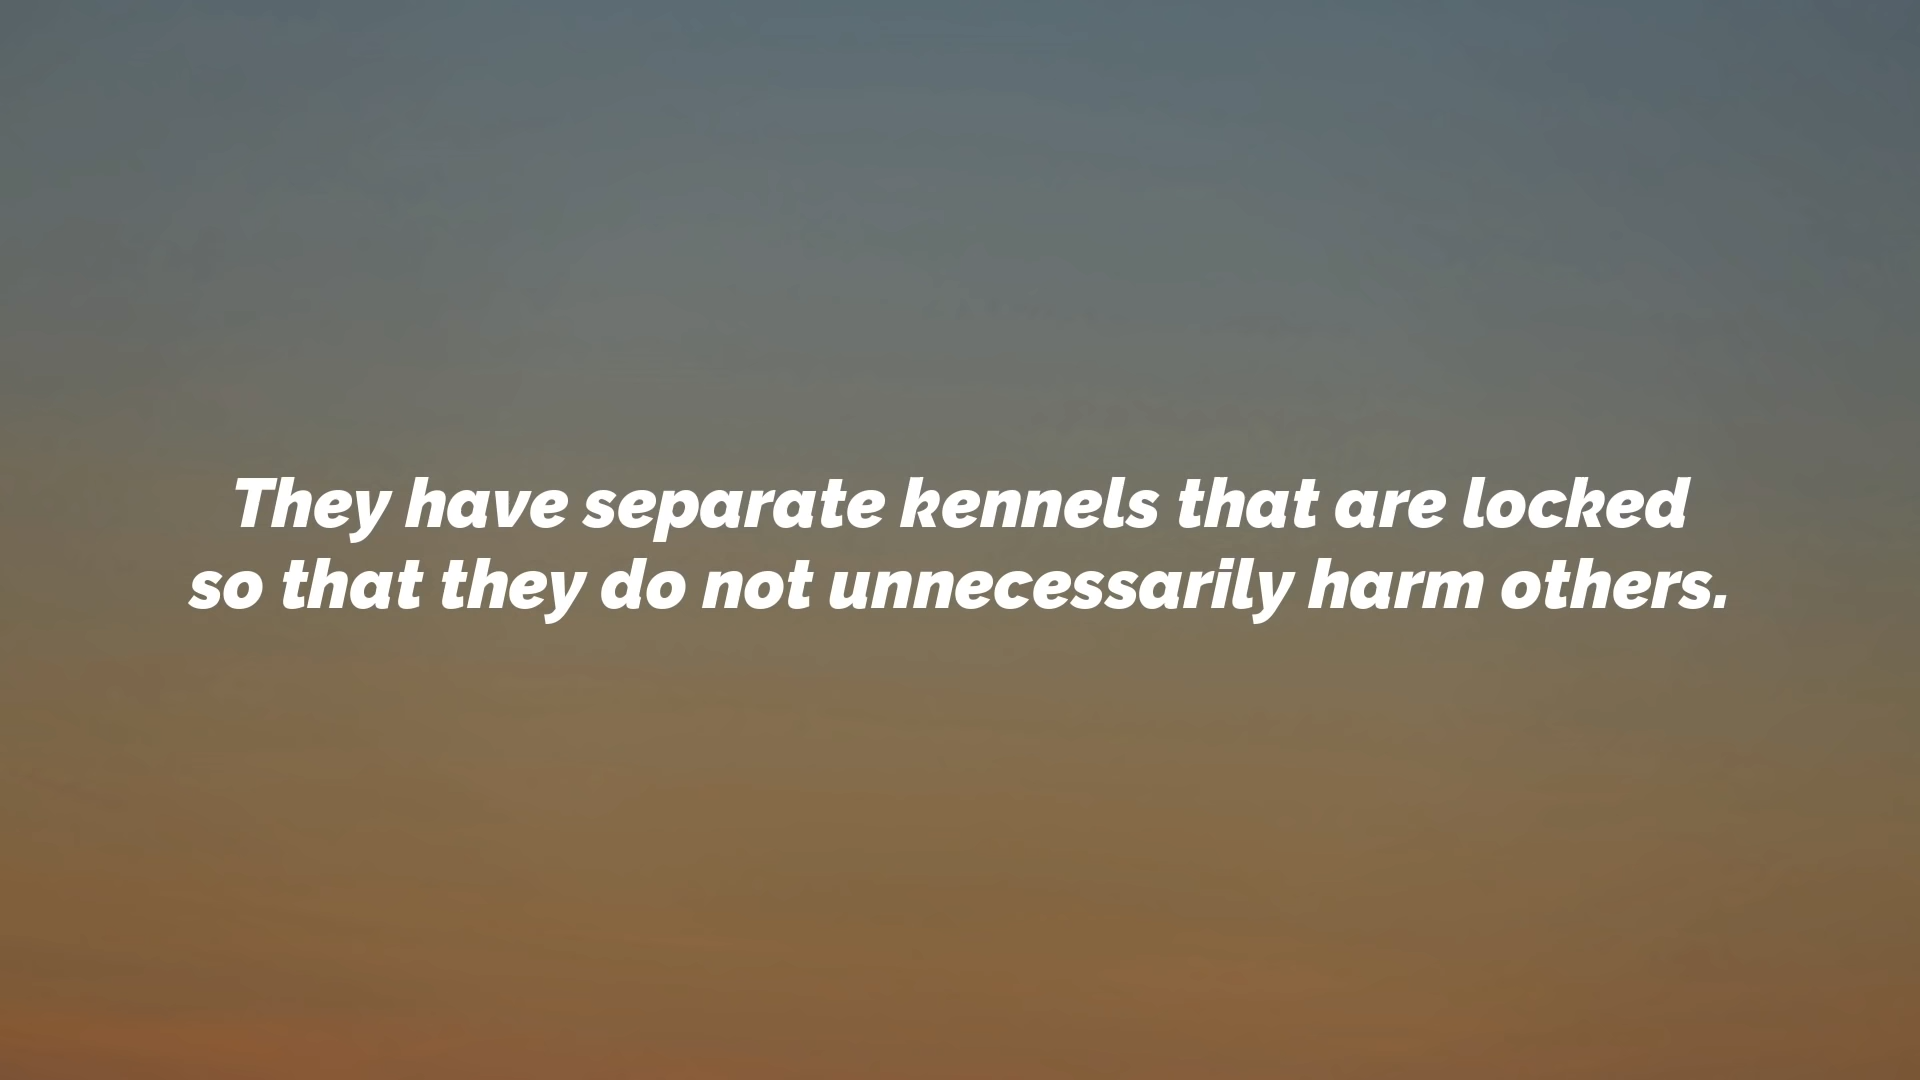 They have separate kennels that are locked
so that they do not unnecessarily harm others.